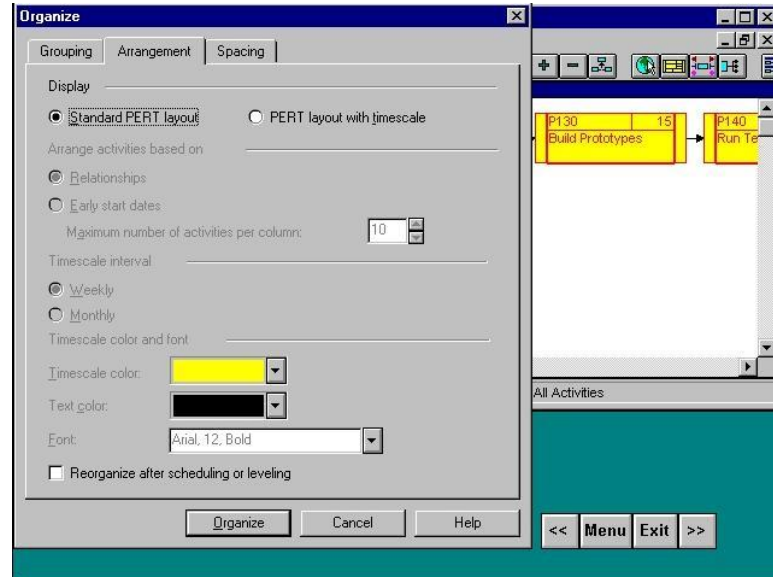 Organize
Grouping Arrangement Spacing
Display
Standard PERT layout PERT layout with timescale
Arrange activities based on
Relationships
Early start dates
Maximum number of activities per column: 10
Timescale interval
Weekly
Monthly
Timescale color and font
Timescale color:
Text color:
Font: Arial, 12, Bold
Reorganize after scheduling or leveling
Organize Cancel Help
P130 15 P140
Build Prototypes Run Te
All Activities
<< Menu Exit >>